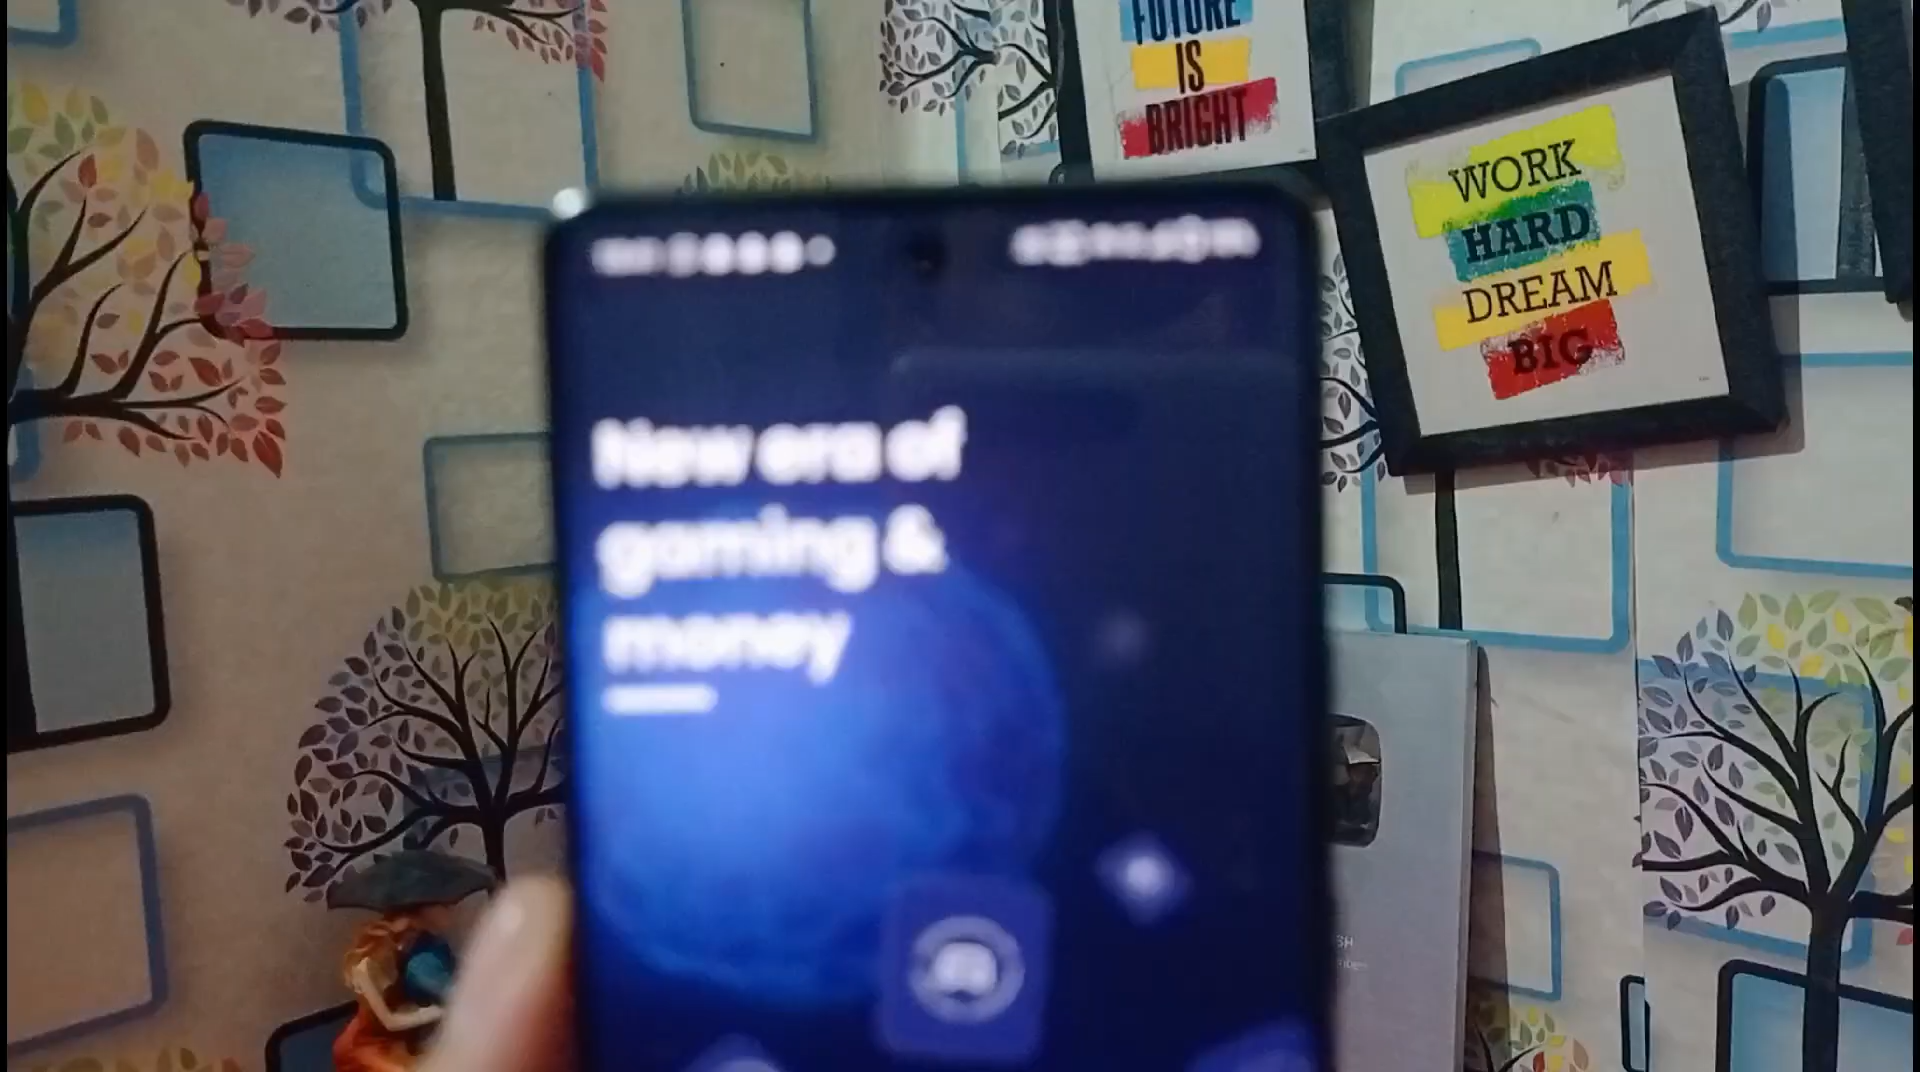 FUTURE
IS
BRIGHT
WORK
HARD
DREAM
BIG
New era of
gaming &
money